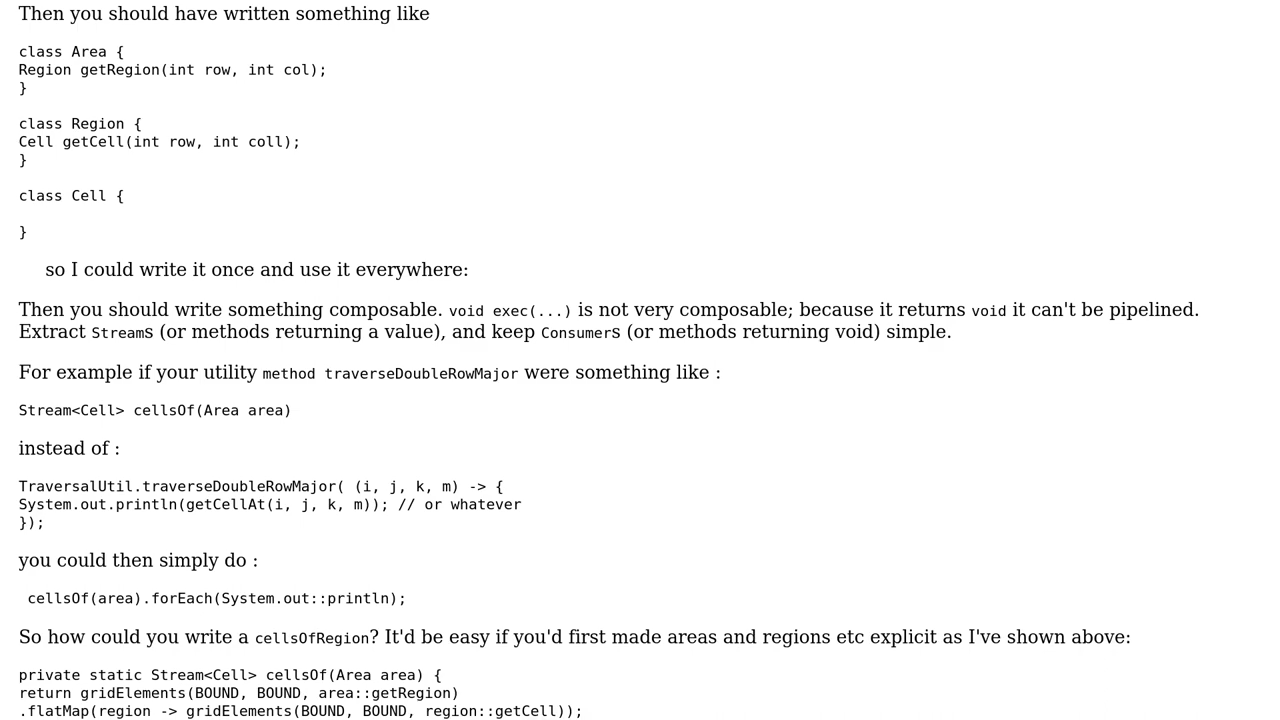 Then you should have written something like
class Area {
Region getRegion(int row, int col);
}
class Region {
Cell getCell(int row, int coll);
}
class Cell {
}
so I could write it once and use it everywhere:
Then you should write something composable. void exec(...) is not very composable; because it returns void it can't be pipelined.
Extract Streams (or methods returning a value), and keep Consumers (or methods returning void) simple.
For example if your utility method traverseDoubleRowMajor were something like :
Stream<Cell> cellsOf(Area area)
instead of :
TraversalUtil.traverseDoubleRowMajor( (i, j, k, m) -> {
System.out.println(getCellAt(i, j, k, m)); // or whatever
});
you could then simply do :
cellsOf(area).forEach(System.out::println);
So how could you write a cellsOfRegion? It'd be easy if you'd first made areas and regions etc explicit as I've shown above:
private static Stream<Cell> cellsOf(Area area) {
return gridElements(BOUND, BOUND, area::getRegion)
.flatMap(region -> gridElements(BOUND, BOUND, region::getCell));